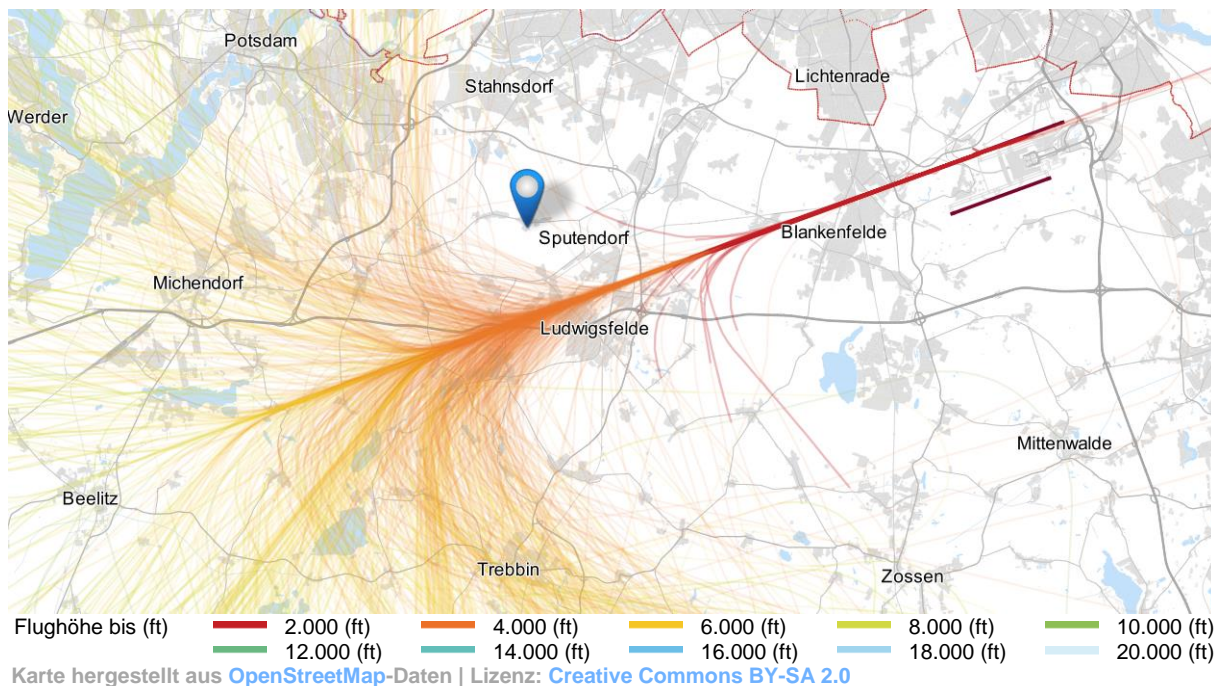 Potsdam
Stahnsdorf
Lichtenrade
Werder
Sputendorf
Blankenfelde
Michendorf
Ludwigsfelde
Mittenwalde
Beelitz
Trebbin
Zossen
Flughöhe bis (ft) 2.000 (ft) 4.000 (ft) 6.000 (ft) 8.000 (ft) 10.000 (ft)
12.000 (ft) 14.000 (ft) 16.000 (ft) 18.000 (ft) 20.000 (ft)
Karte hergestellt aus OpenStreetMap-Daten | Lizenz: Creative Commons BY-SA 2.0